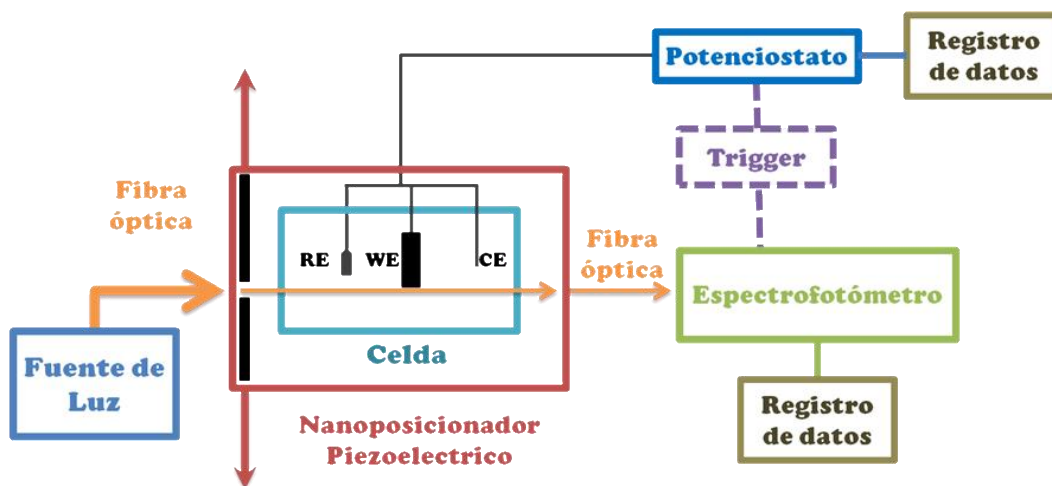 Potenciostato
Registro
de datos
Trigger
Fibra
óptica
RE
WE
CE
Fibra
óptica
Espectrofotómetro
Fuente de
Luz
Celda
Registro
de datos
Nanoposicionador
Piezoelectrico